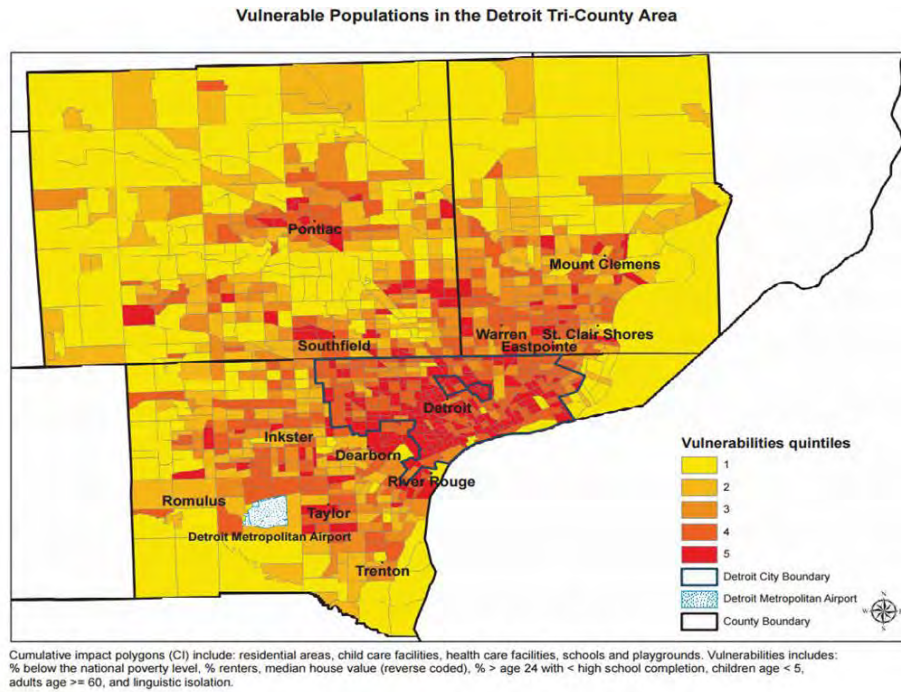 Vulnerable Populations in the Detroit Tri-County Area
Pontiac
Mount Clemens
Southfield
Warren
St. Clair Shores
Eastpointe
Detroit
Inkster
Dearborn
River Rouge
Romulus
Taylor
Detroit Metropolitan Airport
Trenton
Vulnerabilities quintiles
1
2
3
4
5
Detroit City Boundary
Detroit Metropolitan Airport
County Boundary
N
W
E
S
Cumulative impact polygons (CI) include: residential areas, child care facilities, health care facilities, schools and playgrounds. Vulnerabilities includes:
% below the national poverty level, % renters, median house value (reverse coded), % > age 24 with < high school completion, children age < 5,
adults age >= 60, and linguistic isolation.